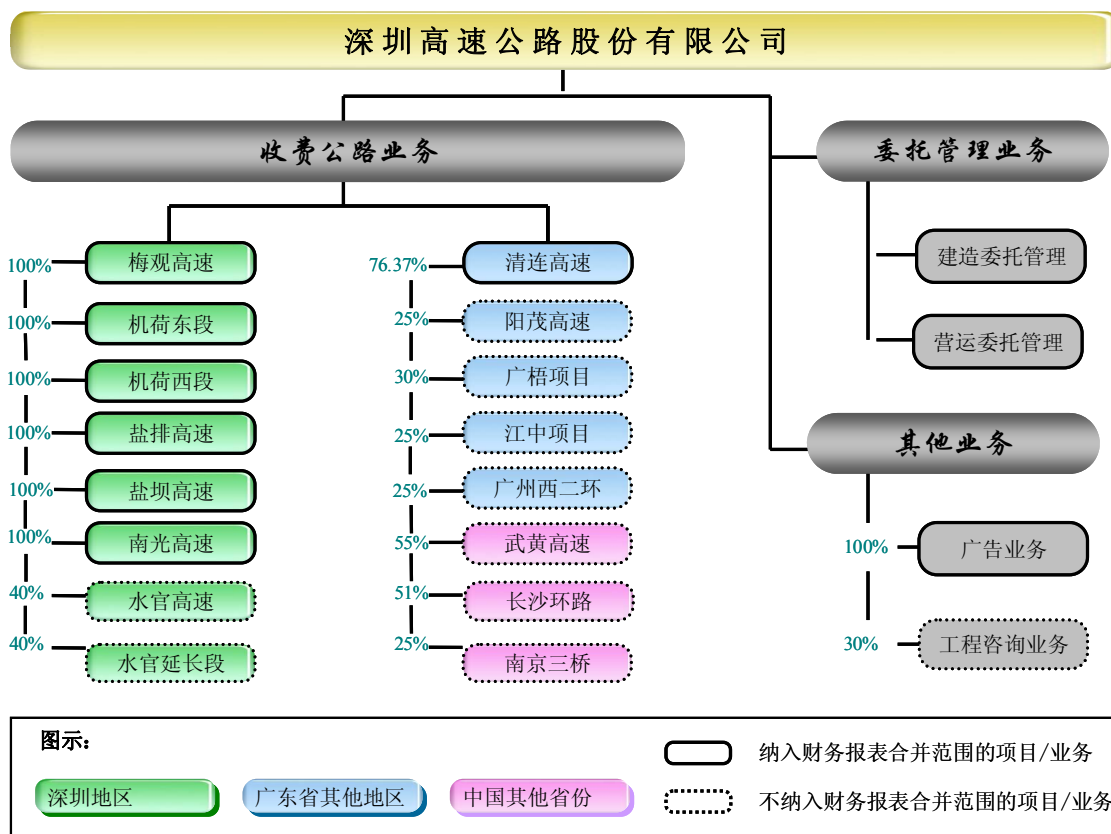 深圳高速公路股份有限公司
收费公路业务
委托管理业务
100%
梅观高速
76.37%
清连高速
建造委托管理
100%
机荷东段
25%
阳茂高速
营运委托管理
100%
机荷西段
30%
广梧项目
100%
盐排高速
25%
江中项目
其他业务
100%
盐坝高速
25%
广州西二环
100%
南光高速
55%
武黄高速
100%
广告业务
40%
水官高速
51%
长沙环路
40%
水官延长段
25%
南京三桥
30%
工程咨询业务
图示：
纳入财务报表合并范围的项目/业务
深圳地区
广东省其他地区
中国其他省份
不纳入财务报表合并范围的项目/业务